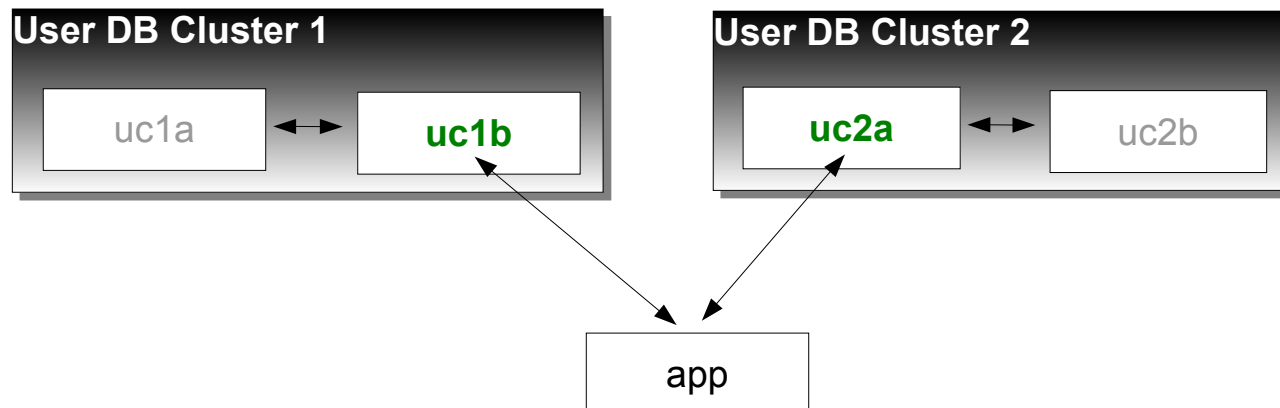 User DB Cluster 1
User DB Cluster 2
uc1a
uc1b
uc2a
uc2b
app